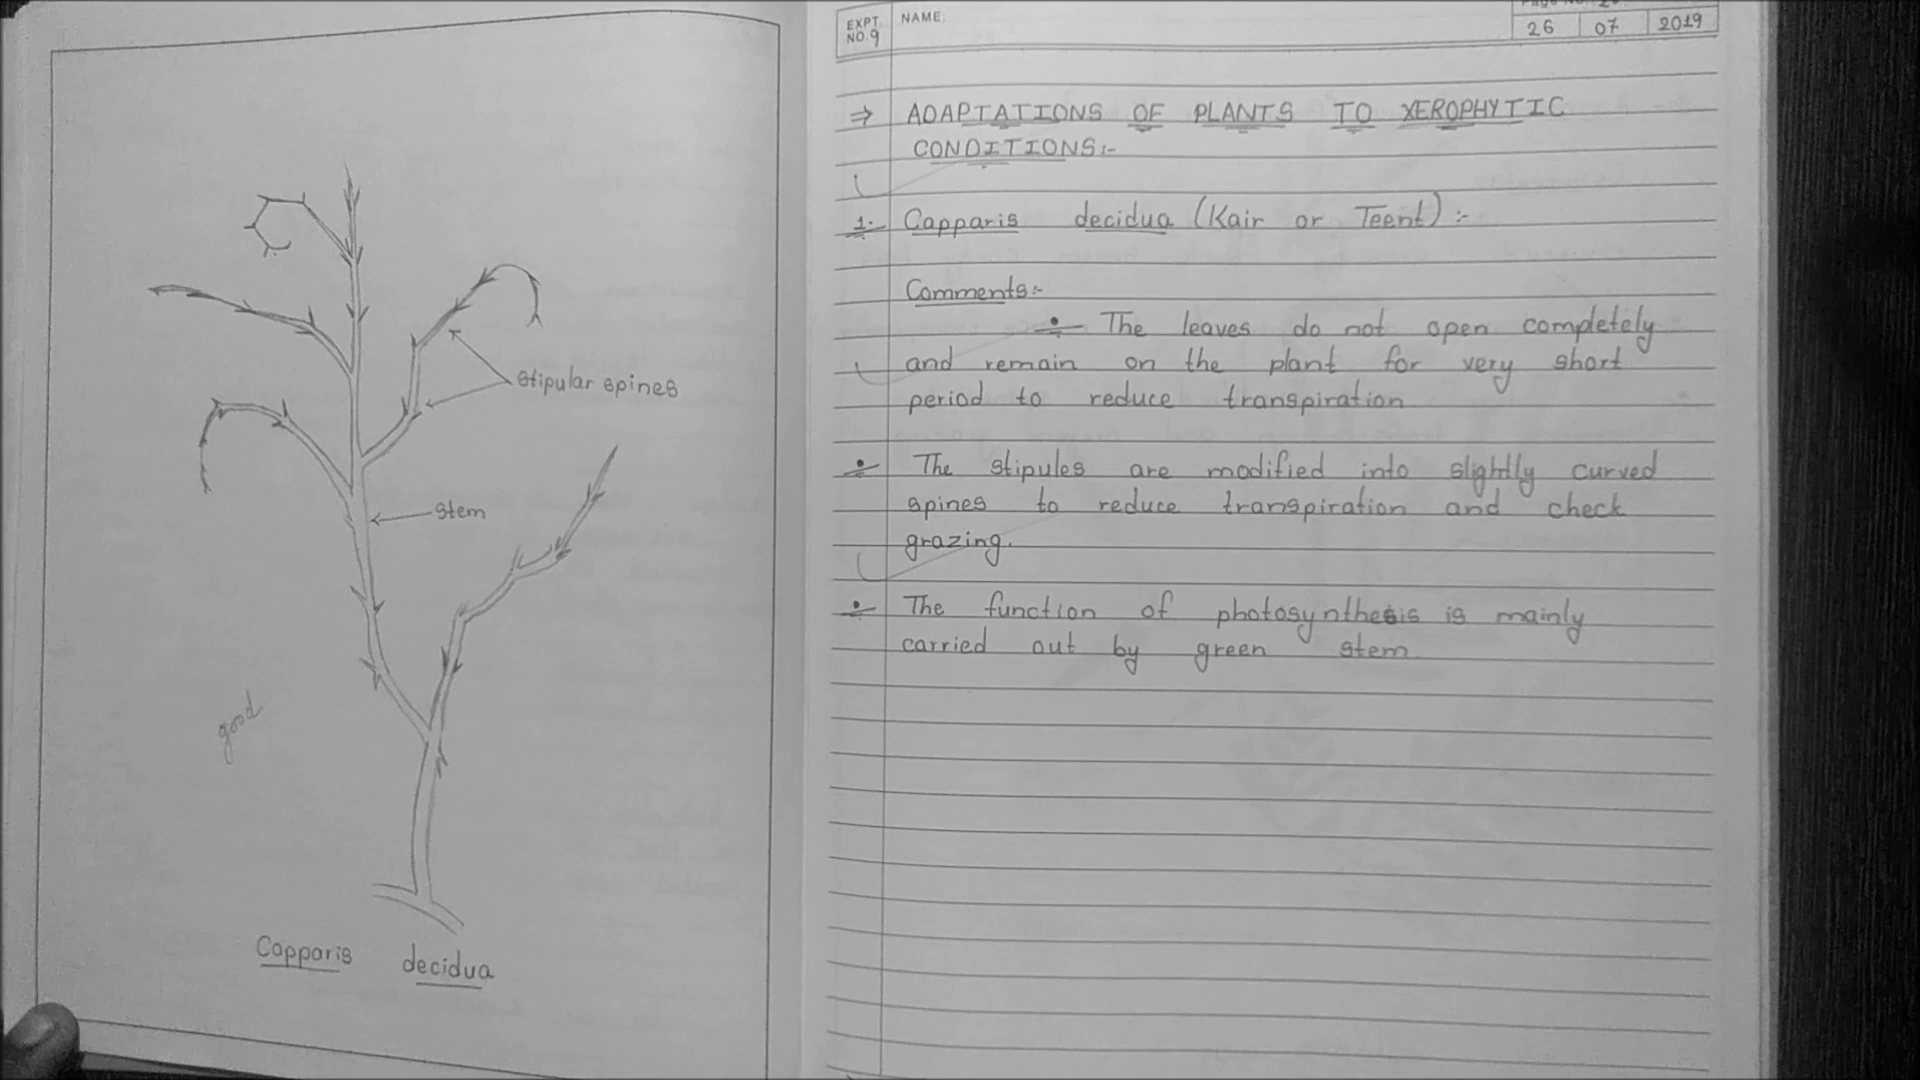 stipular spines
stem
good
Capparis decidua
EXPT. NO. 9
NAME:
26 07 2019
⇒ ADAPTATIONS OF PLANTS TO XEROPHYTIC
CONDITIONS:-
1. Capparis decidua (Kair or Teent) :-
Comments:-
÷ The leaves do not open completely
and remain on the plant for very short
period to reduce transpiration
÷ The stipules are modified into slightly curved
spines to reduce transpiration and check
grazing.
÷ The function of photosynthesis is mainly
carried out by green stem.